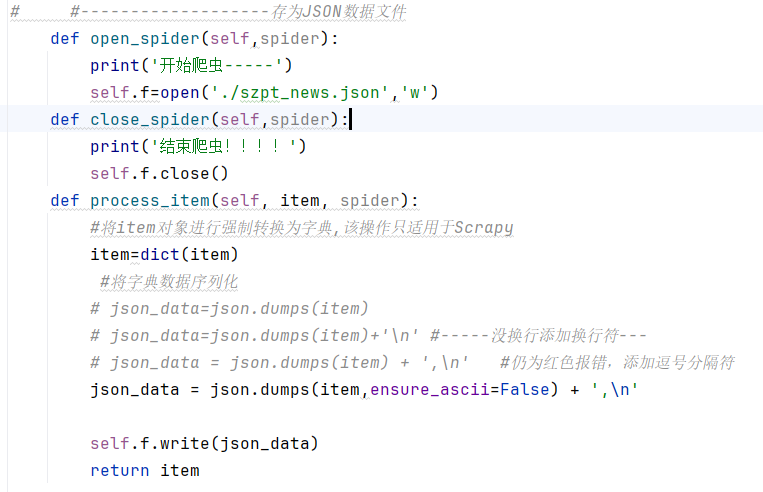 #     #-------------------存为JSON数据文件
    def open_spider(self,spider):
        print('开始爬虫-----')
        self.f=open('./szpt_news.json','w')
    def close_spider(self,spider):
        print('结束爬虫！！！！')
        self.f.close()
    def process_item(self, item, spider):
        #将item对象进行强制转换为字典,该操作只适用于Scrapy
        item=dict(item)
         #将字典数据序列化
        # json_data=json.dumps(item)
        # json_data=json.dumps(item)+'\n' #-----没换行添加换行符---
        # json_data = json.dumps(item) + ',\n'   #仍为红色报错，添加逗号分隔符
        json_data = json.dumps(item,ensure_ascii=False) + ',\n'
        self.f.write(json_data)
        return item